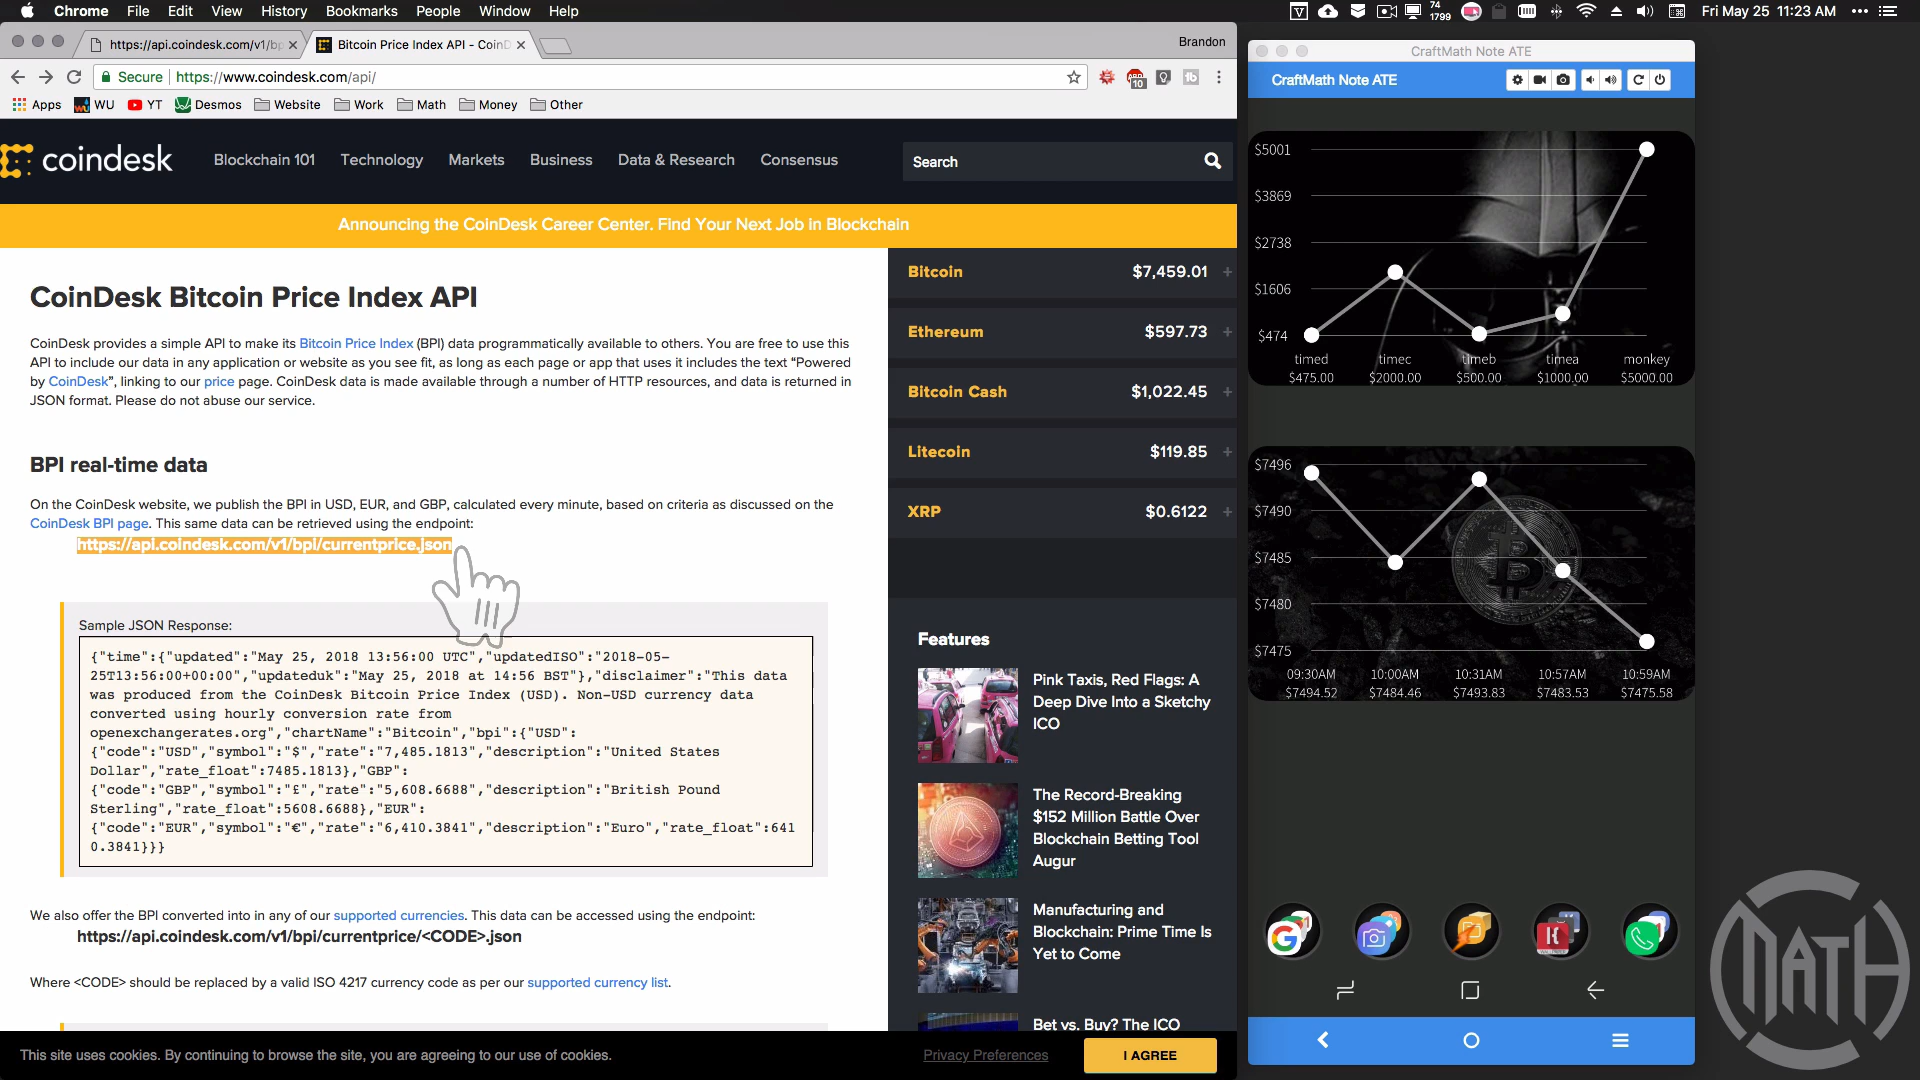 Chrome File Edit View History Bookmarks People Window Help
74
1799
Fri May 25 11:23 AM
https://api.coindesk.com/v1/bp
Bitcoin Price Index API - CoinD
Brandon
Secure https://www.coindesk.com/api/
10
Apps WU YT Desmos Website Work Math Money Other
coindesk
Blockchain 101 Technology Markets Business Data & Research Consensus
Search
Announcing the CoinDesk Career Center. Find Your Next Job in Blockchain
CoinDesk Bitcoin Price Index API
CoinDesk provides a simple API to make its Bitcoin Price Index (BPI) data programmatically available to others. You are free to use this
API to include our data in any application or website as you see fit, as long as each page or app that uses it includes the text “Powered
by CoinDesk”, linking to our price page. CoinDesk data is made available through a number of HTTP resources, and data is returned in
JSON format. Please do not abuse our service.
BPI real-time data
On the CoinDesk website, we publish the BPI in USD, EUR, and GBP, calculated every minute, based on criteria as discussed on the
CoinDesk BPI page. This same data can be retrieved using the endpoint:
https://api.coindesk.com/v1/bpi/currentprice.json
Sample JSON Response:
{"time":{"updated":"May 25, 2018 13:56:00 UTC","updatedISO":"2018-05-
25T13:56:00+00:00","updateduk":"May 25, 2018 at 14:56 BST"},"disclaimer":"This data
was produced from the CoinDesk Bitcoin Price Index (USD). Non-USD currency data
converted using hourly conversion rate from
openexchangerates.org","chartName":"Bitcoin","bpi":{"USD":
{"code":"USD","symbol":"$","rate":"7,485.1813","description":"United States
Dollar","rate_float":7485.1813},"GBP":
{"code":"GBP","symbol":"£","rate":"5,608.6688","description":"British Pound
Sterling","rate_float":5608.6688},"EUR":
{"code":"EUR","symbol":"€","rate":"6,410.3841","description":"Euro","rate_float":641
0.3841}}}
We also offer the BPI converted into in any of our supported currencies. This data can be accessed using the endpoint:
https://api.coindesk.com/v1/bpi/currentprice/<CODE>.json
Where <CODE> should be replaced by a valid ISO 4217 currency code as per our supported currency list.
Bitcoin $7,459.01 +
Ethereum $597.73 +
Bitcoin Cash $1,022.45 +
Litecoin $119.85 +
XRP $0.6122 +
Features
Pink Taxis, Red Flags: A
Deep Dive Into a Sketchy
ICO
The Record-Breaking
$152 Million Battle Over
Blockchain Betting Tool
Augur
Manufacturing and
Blockchain: Prime Time Is
Yet to Come
Bet vs. Buy? The ICO
This site uses cookies. By continuing to browse the site, you are agreeing to our use of cookies.
Privacy Preferences
I AGREE
CraftMath Note ATE
CraftMath Note ATE
$5001
$3869
$2738
$1606
$474
timed timec timeb timea monkey
$475.00 $2000.00 $500.00 $1000.00 $5000.00
$7496
$7490
$7485
$7480
$7475
09:30AM 10:00AM 10:31AM 10:57AM 10:59AM
$7494.52 $7484.46 $7493.83 $7483.53 $7475.58
MATH